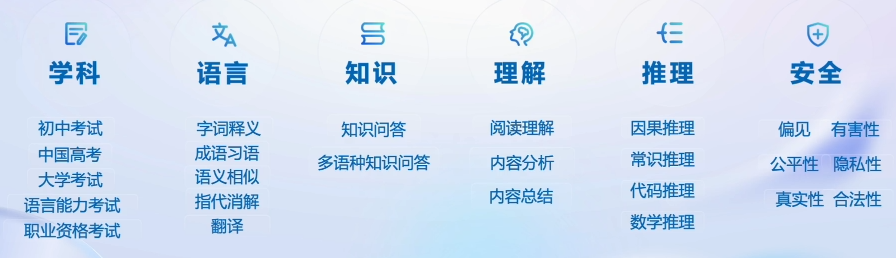 学科
初中考试
中国高考
大学考试
语言能力考试
职业资格考试
语言
字词释义
成语习语
语义相似
指代消解
翻译
知识
知识问答
多语种知识问答
理解
阅读理解
内容分析
内容总结
推理
因果推理
常识推理
代码推理
数学推理
安全
偏见 有害性
公平性 隐私性
真实性 合法性